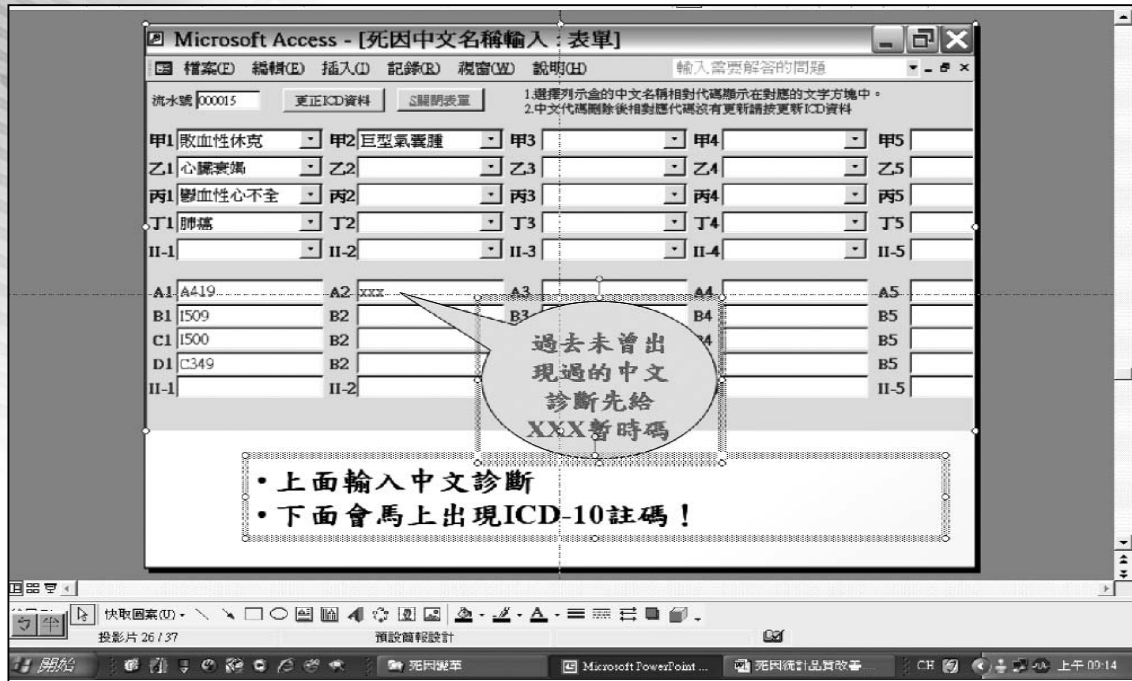 Microsoft Access - [死因中文名稱輸入 : 表單]
檔案(F) 編輯(E) 插入(I) 記錄(R) 視窗(W) 說明(H) 輸入需要解答的問題
流水號 000015 更正ICD資料 S關閉表單
1.選擇列示盒的中文名稱相對代碼顯示在對應的文字方塊中。
2.中文代碼刪除後相對應代碼沒有更新請按更新ICD資料
甲1 敗血性休克 甲2 巨型氣囊腫 甲3 甲4 甲5
乙1 心臟衰竭 乙2 乙3 乙4 乙5
丙1 鬱血性心不全 丙2 丙3 丙4 丙5
丁1 肺癌 丁2 丁3 丁4 丁5
II-1 II-2 II-3 II-4 II-5
A1 A419 A2 xxx A3 A4 A5
B1 I509 B2 B3 B4 B5
C1 I500 B2 B5
D1 C349 B2 B5
II-1 II-2 II-5
過去未曾出
現過的中文
診斷先給
XXX暫時碼
•上面輸入中文診斷
•下面會馬上出現ICD-10註碼！
快取圖案(U)
投影片 26 / 37 預設簡報設計
開始 死因變革 Microsoft PowerPoint ... 死因統計品質改善... CH 上午 09:14